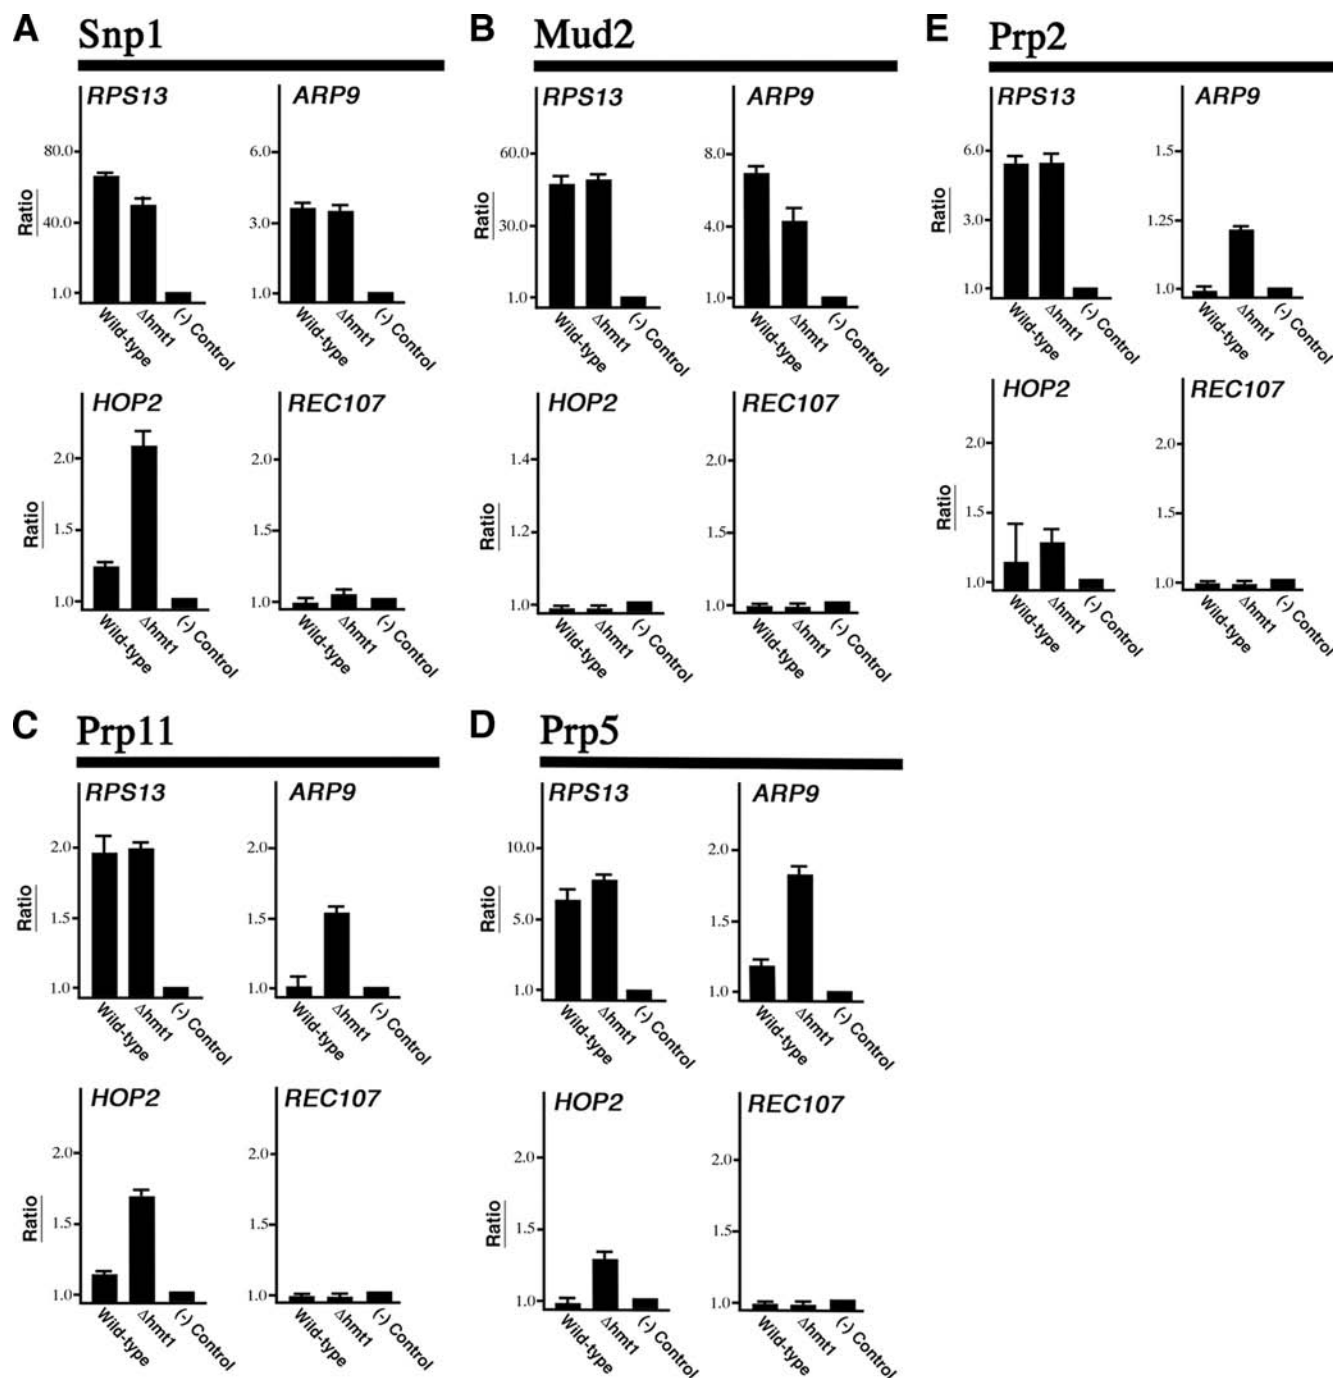 A Snp1
RPS13
ARP9
Ratio
80.0
40.0
1.0
6.0
3.0
1.0
Wild-type
Δhmt1
(-) Control
Wild-type
Δhmt1
(-) Control
HOP2
REC107
Ratio
2.0
1.5
1.0
2.0
1.5
1.0
Wild-type
Δhmt1
(-) Control
Wild-type
Δhmt1
(-) Control
B Mud2
RPS13
ARP9
Ratio
60.0
30.0
1.0
8.0
4.0
1.0
Wild-type
Δhmt1
(-) Control
Wild-type
Δhmt1
(-) Control
HOP2
REC107
Ratio
1.4
1.2
1.0
2.0
1.5
1.0
Wild-type
Δhmt1
(-) Control
Wild-type
Δhmt1
(-) Control
E Prp2
RPS13
ARP9
Ratio
6.0
3.0
1.0
1.5
1.25
1.0
Wild-type
Δhmt1
(-) Control
Wild-type
Δhmt1
(-) Control
HOP2
REC107
Ratio
2.0
1.5
1.0
2.0
1.5
1.0
Wild-type
Δhmt1
(-) Control
Wild-type
Δhmt1
(-) Control
C Prp11
RPS13
ARP9
Ratio
2.0
1.5
1.0
2.0
1.5
1.0
Wild-type
Δhmt1
(-) Control
Wild-type
Δhmt1
(-) Control
HOP2
REC107
Ratio
2.0
1.5
1.0
2.0
1.5
1.0
Wild-type
Δhmt1
(-) Control
Wild-type
Δhmt1
(-) Control
D Prp5
RPS13
ARP9
Ratio
10.0
5.0
1.0
2.0
1.5
1.0
Wild-type
Δhmt1
(-) Control
Wild-type
Δhmt1
(-) Control
HOP2
REC107
Ratio
2.0
1.5
1.0
2.0
1.5
1.0
Wild-type
Δhmt1
(-) Control
Wild-type
Δhmt1
(-) Control